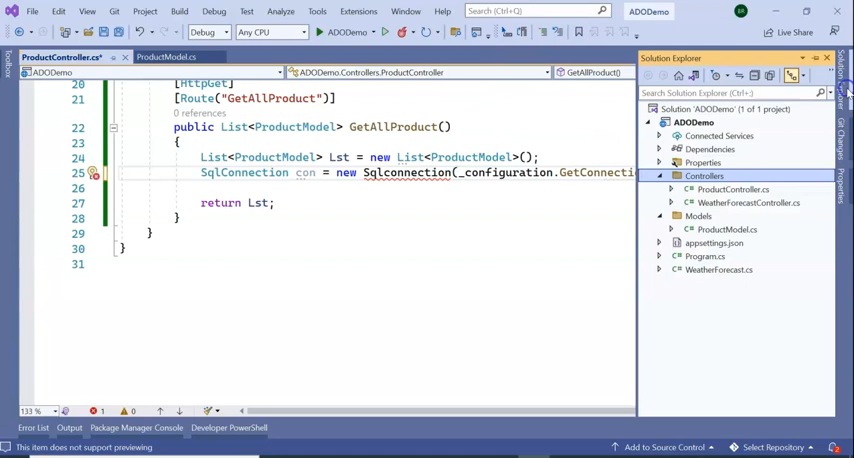 File Edit View Git Project Build Debug Test Analyze Tools Extensions Window Help Search (Ctrl+Q) ADODemo BR
Debug Any CPU ADODemo Live Share
Toolbox
ProductController.cs* ProductModel.cs
ADODemo ADODemo.Controllers.ProductController GetAllProduct()
20 [HttpGet]
21 [Route("GetAllProduct")]
0 references
22 public List<ProductModel> GetAllProduct()
23 {
24 List<ProductModel> Lst = new List<ProductModel>();
25 SqlConnection con = new Sqlconnection(_configuration.GetConnecti
26
27 return Lst;
28 }
29 }
30 }
31
133 % 1 0
Solution Explorer
Search Solution Explorer (Ctrl+;)
Solution 'ADODemo' (1 of 1 project)
ADODemo
Connected Services
Dependencies
Properties
Controllers
C# ProductController.cs
C# WeatherForecastController.cs
Models
C# ProductModel.cs
appsettings.json
C# Program.cs
C# WeatherForecast.cs
Solution Explorer
Git Changes
Properties
Error List Output Package Manager Console Developer PowerShell
This item does not support previewing Add to Source Control Select Repository 2